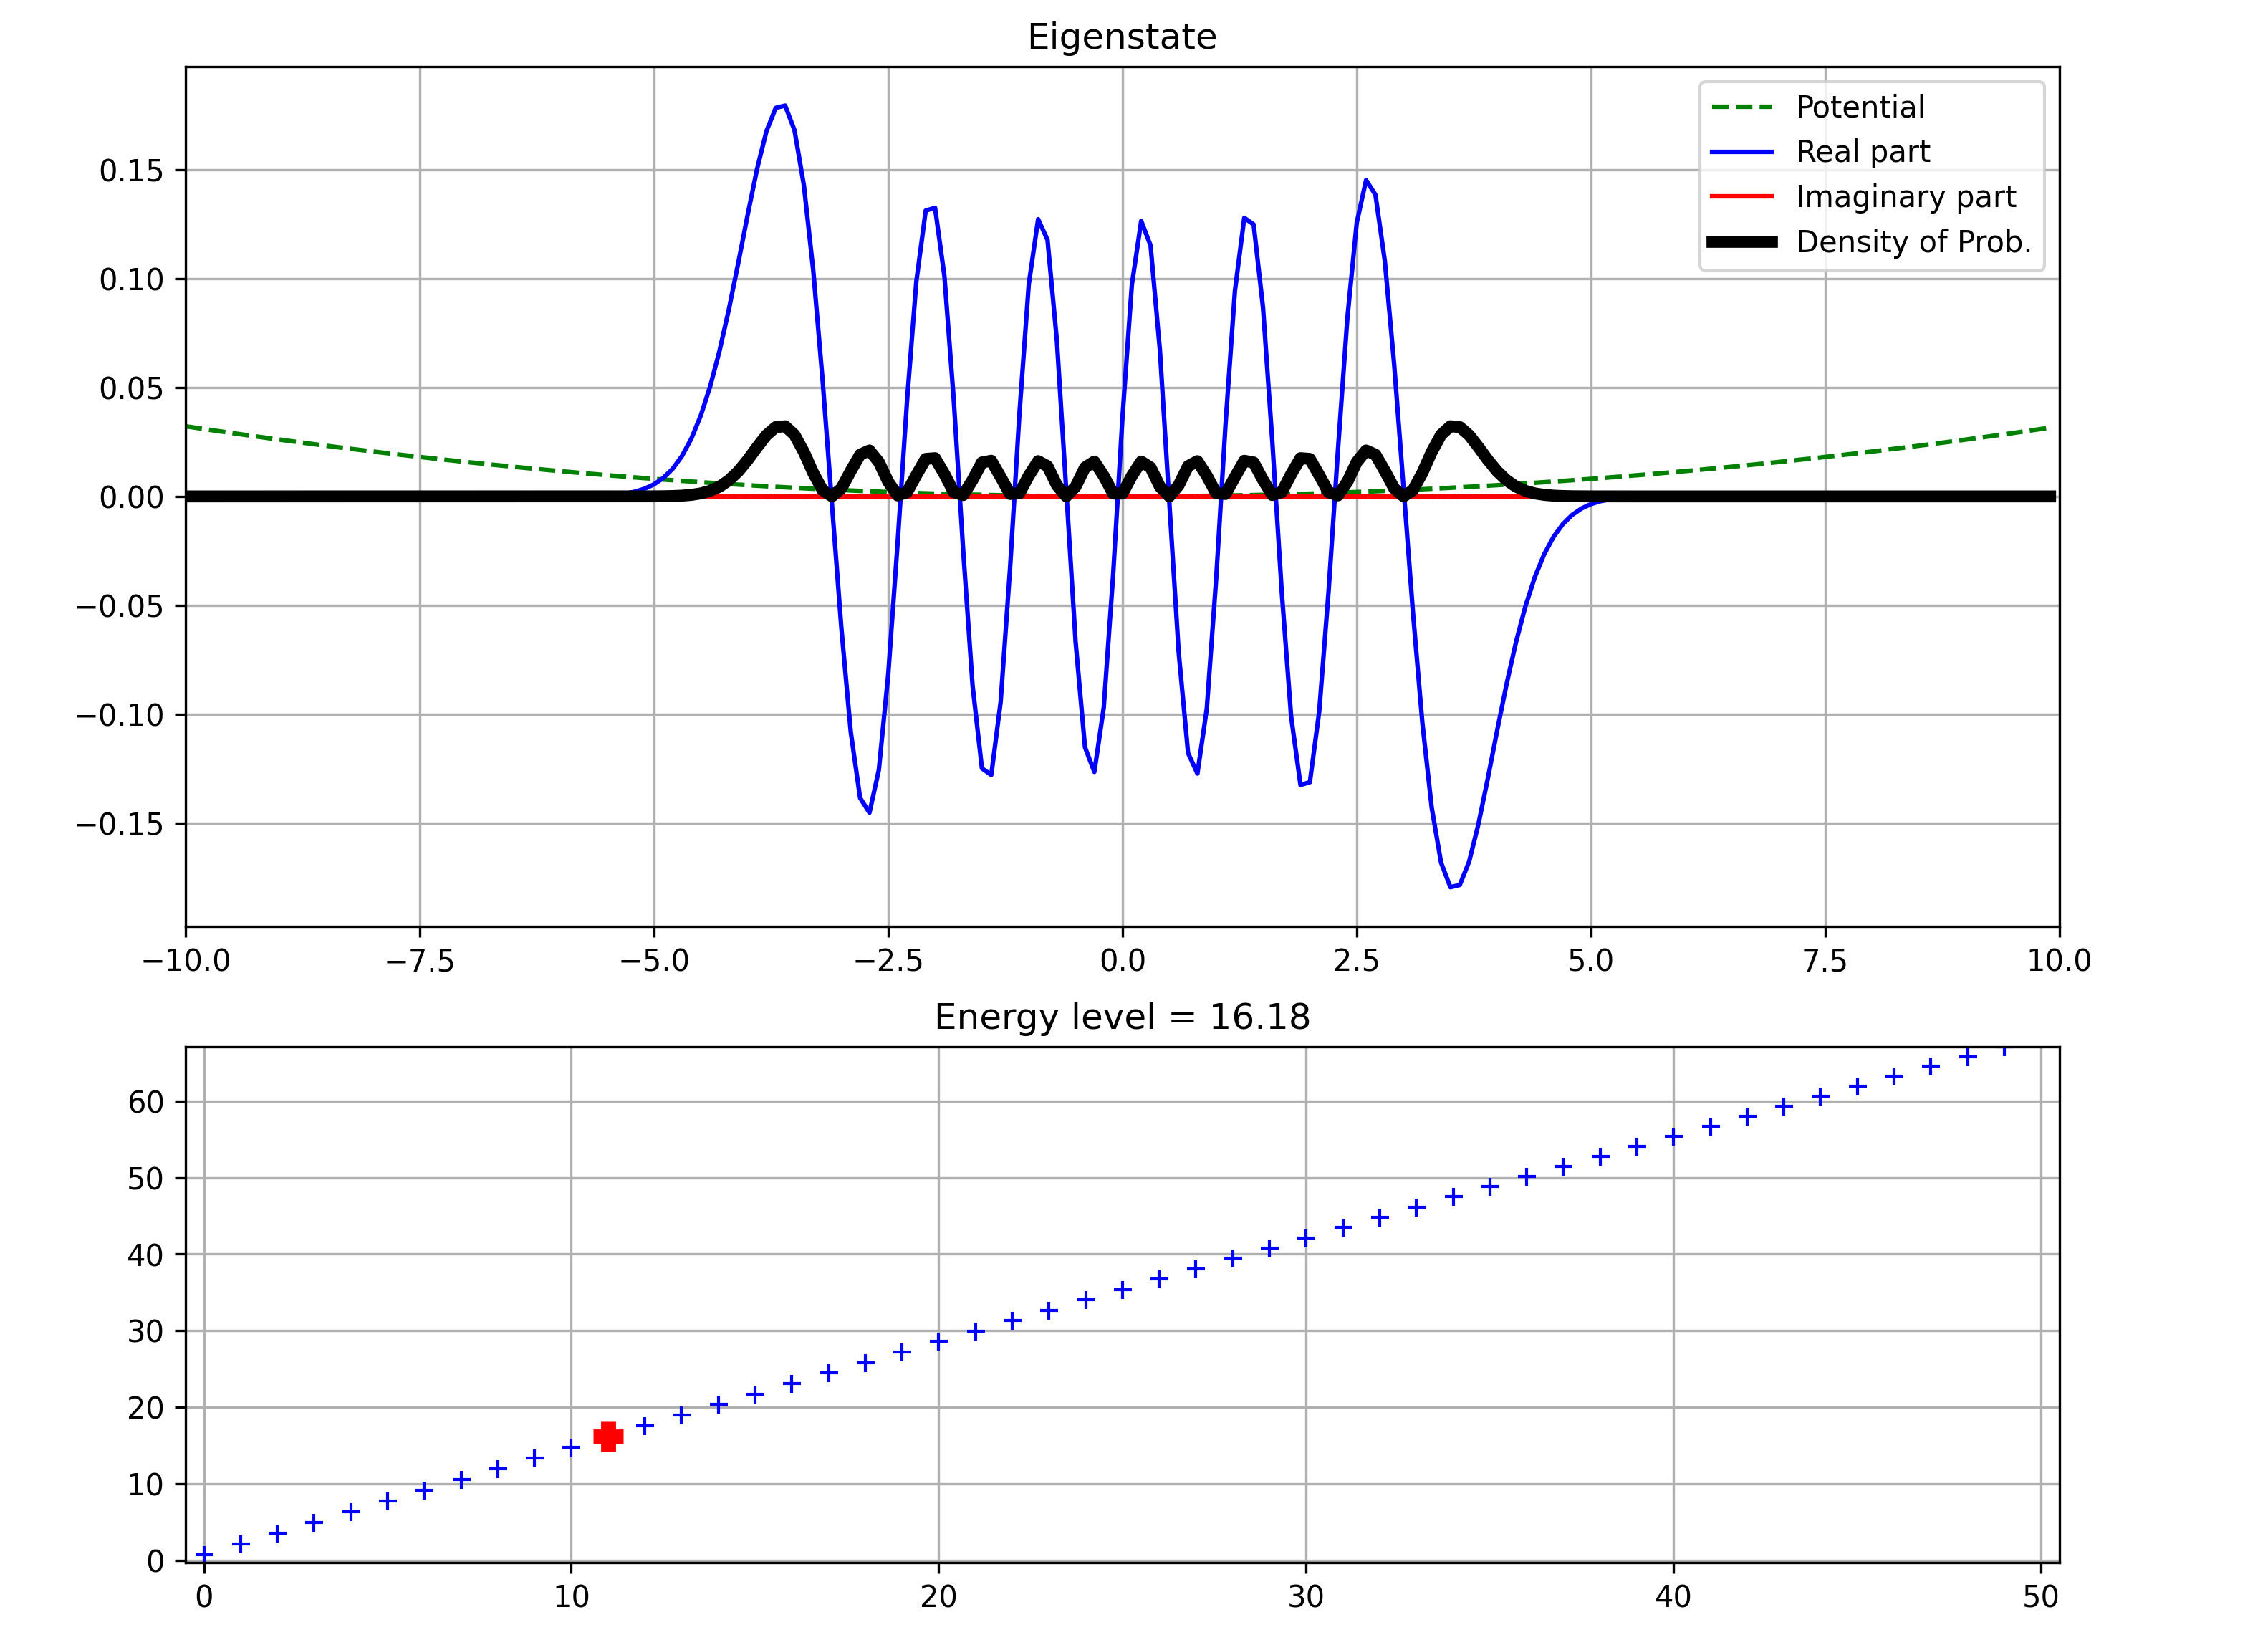 Eigenstate
Potential
Real part
Imaginary part
Density of Prob.
0.15
0.10
0.05
0.00
−0.05
−0.10
−0.15
−10.0 −7.5 −5.0 −2.5 0.0 2.5 5.0 7.5 10.0
Energy level = 16.18
60
50
40
30
20
10
0
0 10 20 30 40 50